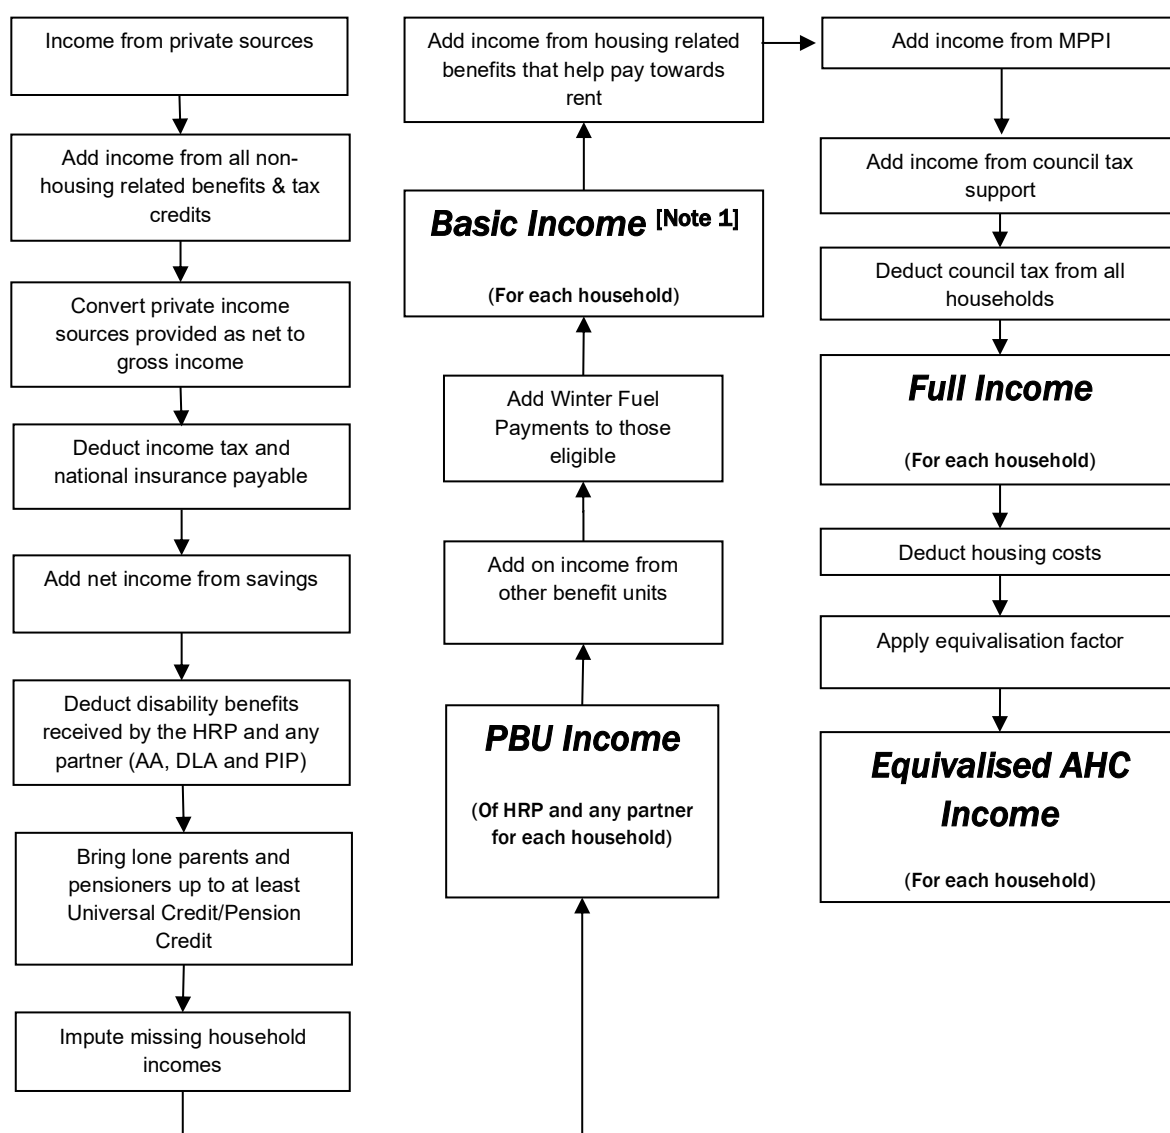 Income from private sources
Add income from all non-
housing related benefits & tax
credits
Convert private income
sources provided as net to
gross income
Deduct income tax and
national insurance payable
Add net income from savings
Deduct disability benefits
received by the HRP and any
partner (AA, DLA and PIP)
Bring lone parents and
pensioners up to at least
Universal Credit/Pension
Credit
Impute missing household
incomes
PBU Income
(Of HRP and any partner
for each household)
Add on income from
other benefit units
Add Winter Fuel
Payments to those
eligible
Basic Income [Note 1]
(For each household)
Add income from housing related
benefits that help pay towards
rent
Add income from MPPI
Add income from council tax
support
Deduct council tax from all
households
Full Income
(For each household)
Deduct housing costs
Apply equivalisation factor
Equivalised AHC
Income
(For each household)